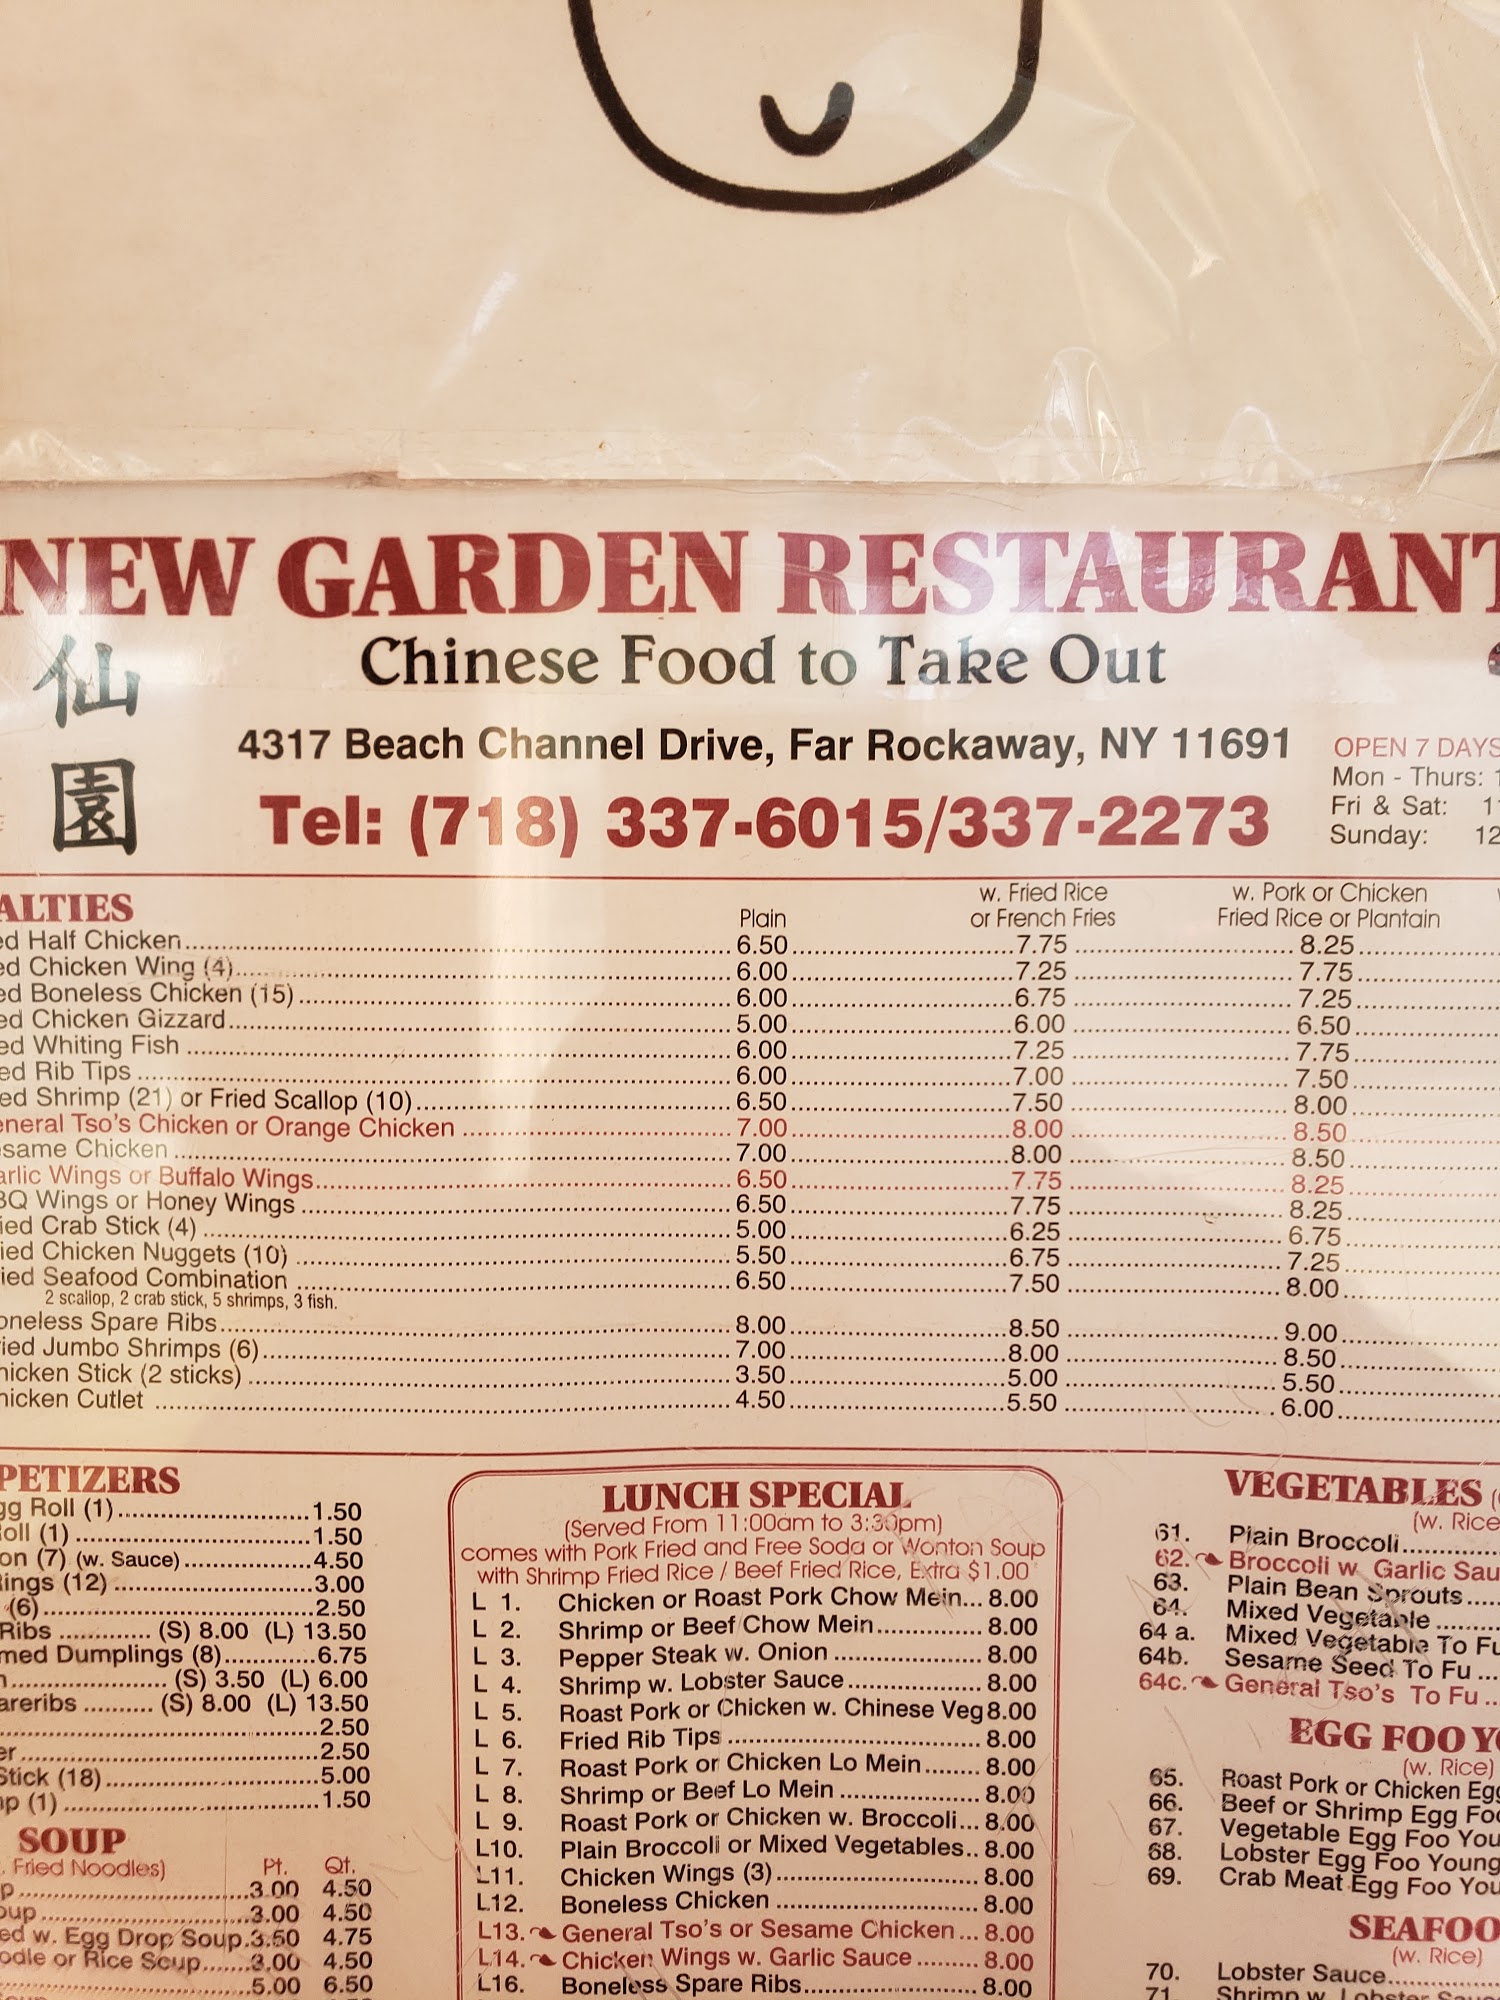 NEW GARDEN RESTAURANT
仙園
Chinese Food to Take Out
4317 Beach Channel Drive, Far Rockaway, NY 11691
Tel: (718) 337-6015/337-2273
OPEN 7 DAYS
Mon - Thurs: 1
Fri & Sat: 11
Sunday: 12
ALTIES
Plain
w. Fried Rice
or French Fries
w. Pork or Chicken
Fried Rice or Plantain
ed Half Chicken 6.50 7.75 8.25
ed Chicken Wing (4) 6.00 7.25 7.75
ed Boneless Chicken (15) 6.00 6.75 7.25
ed Chicken Gizzard 5.00 6.00 6.50
ed Whiting Fish 6.00 7.25 7.75
ed Rib Tips 6.00 7.00 7.50
ed Shrimp (21) or Fried Scallop (10) 6.50 7.50 8.00
eneral Tso's Chicken or Orange Chicken 7.00 8.00 8.50
esame Chicken 7.00 8.00 8.50
arlic Wings or Buffalo Wings 6.50 7.75 8.25
BQ Wings or Honey Wings 6.50 7.75 8.25
ied Crab Stick (4) 5.00 6.25 6.75
ied Chicken Nuggets (10) 5.50 6.75 7.25
ied Seafood Combination 6.50 7.50 8.00
2 scallop, 2 crab stick, 5 shrimps, 3 fish.
oneless Spare Ribs 8.00 8.50 9.00
ied Jumbo Shrimps (6) 7.00 8.00 8.50
hicken Stick (2 sticks) 3.50 5.00 5.50
hicken Cutlet 4.50 5.50 6.00
PETIZERS
gg Roll (1) 1.50
oll (1) 1.50
on (7) (w. Sauce) 4.50
ings (12) 3.00
(6) 2.50
Ribs (S) 8.00 (L) 13.50
med Dumplings (8) 6.75
n (S) 3.50 (L) 6.00
areribs (S) 8.00 (L) 13.50
2.50
er 2.50
Stick (18) 5.00
p (1) 1.50
SOUP
. Fried Noodles) Pt. Qt.
p 3.00 4.50
oup 3.00 4.50
ed w. Egg Drop Soup 3.50 4.75
odle or Rice Soup 3.00 4.50
5.00 6.50
LUNCH SPECIAL
(Served From 11:00am to 3:30pm)
comes with Pork Fried and Free Soda or Wonton Soup
with Shrimp Fried Rice / Beef Fried Rice, Extra $1.00
L 1. Chicken or Roast Pork Chow Mein... 8.00
L 2. Shrimp or Beef Chow Mein 8.00
L 3. Pepper Steak w. Onion 8.00
L 4. Shrimp w. Lobster Sauce 8.00
L 5. Roast Pork or Chicken w. Chinese Veg 8.00
L 6. Fried Rib Tips 8.00
L 7. Roast Pork or Chicken Lo Mein 8.00
L 8. Shrimp or Beef Lo Mein 8.00
L 9. Roast Pork or Chicken w. Broccoli... 8.00
L10. Plain Broccoli or Mixed Vegetables.. 8.00
L11. Chicken Wings (3) 8.00
L12. Boneless Chicken 8.00
L13. General Tso's or Sesame Chicken... 8.00
L14. Chicken Wings w. Garlic Sauce 8.00
L16. Boneless Spare Ribs 8.00
VEGETABLES (
(w. Rice
61. Plain Broccoli
62. Broccoli w. Garlic Sau
63. Plain Bean Sprouts
64. Mixed Vegetable
64 a. Mixed Vegetable To Fu
64b. Sesame Seed To Fu
64c. General Tso's To Fu
EGG FOO YO
(w. Rice)
65. Roast Pork or Chicken Egg
66. Beef or Shrimp Egg Foo
67. Vegetable Egg Foo You
68. Lobster Egg Foo Young
69. Crab Meat Egg Foo You
SEAFOO
(w. Rice)
70. Lobster Sauce
71. Shrimp w. Lobster Sauce